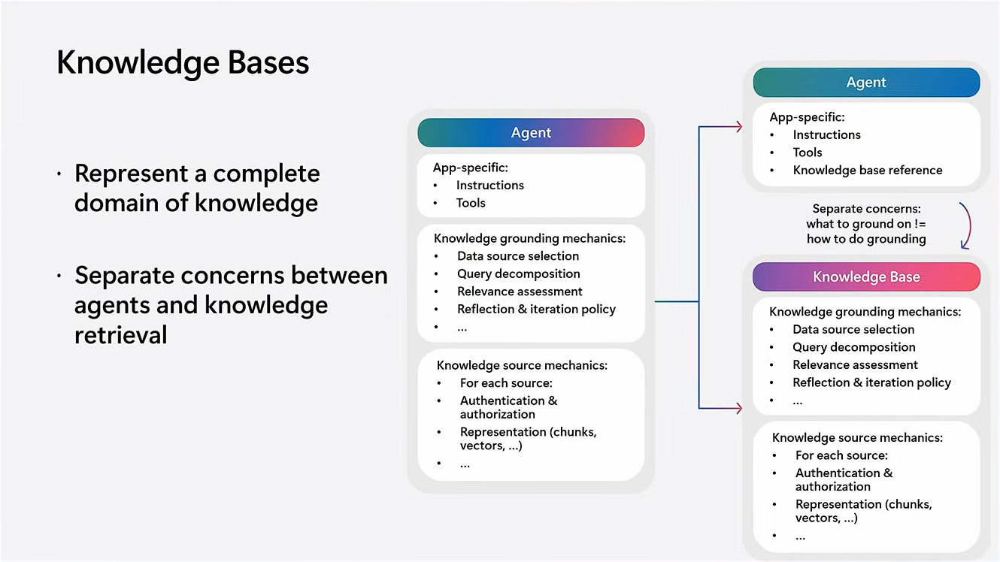 Knowledge Bases
· Represent a complete
domain of knowledge
· Separate concerns between
agents and knowledge
retrieval
Agent
App-specific:
• Instructions
• Tools
Knowledge grounding mechanics:
• Data source selection
• Query decomposition
• Relevance assessment
• Reflection & iteration policy
• ...
Knowledge source mechanics:
• For each source:
• Authentication &
authorization
• Representation (chunks,
vectors, ...)
• ...
Agent
App-specific:
• Instructions
• Tools
• Knowledge base reference
Separate concerns:
what to ground on !=
how to do grounding
Knowledge Base
Knowledge grounding mechanics:
• Data source selection
• Query decomposition
• Relevance assessment
• Reflection & iteration policy
• ...
Knowledge source mechanics:
• For each source:
• Authentication &
authorization
• Representation (chunks,
vectors, ...)
• ...